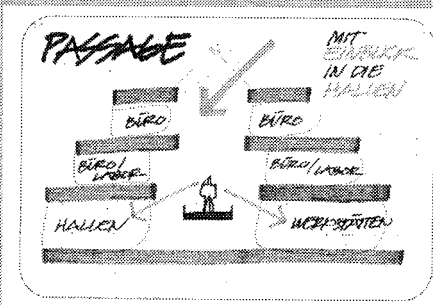 PASSAGE
MIT
EINBLICK
IN DIE
HALLEN
BÜRO
BÜRO
BÜRO/
LABOR
BÜRO/LABOR
HALLEN
WERKSTÄTTEN